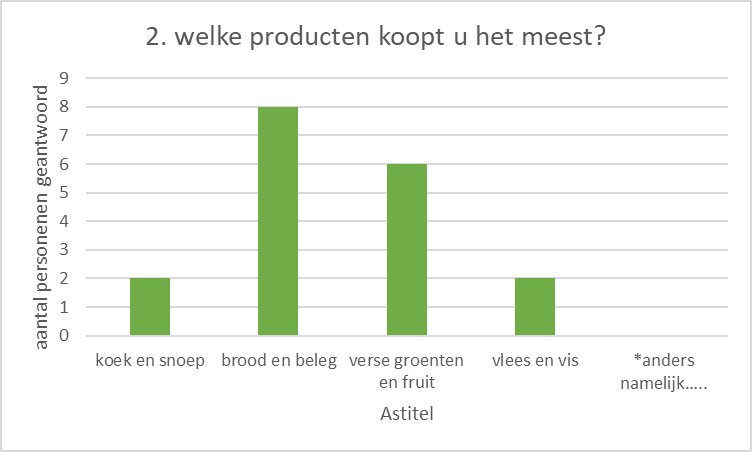 2. welke producten koopt u het meest?
aantal personenen geantwoord
9
8
7
6
5
4
3
2
1
0
koek en snoep
brood en beleg
verse groenten
en fruit
vlees en vis
*anders
namelijk…..
Astitel